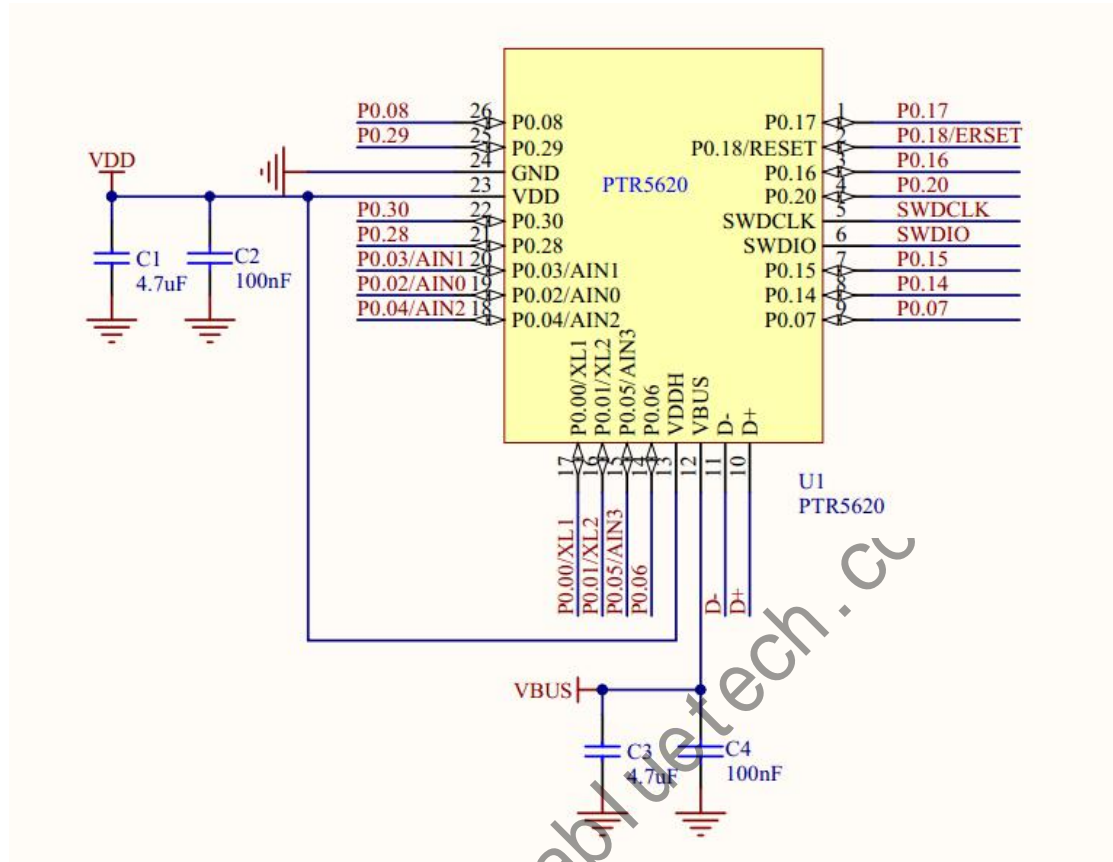 P0.08 26 P0.08
P0.29 25 P0.29
24 GND
VDD 23 VDD
P0.30 22 P0.30
P0.28 21 P0.28
P0.03/AIN1 20 P0.03/AIN1
P0.02/AIN0 19 P0.02/AIN0
P0.04/AIN2 18 P0.04/AIN2
PTR5620
P0.17 1 P0.17
P0.18/RESET 2 P0.18/ERSET
P0.16 3 P0.16
P0.20 4 P0.20
SWDCLK 5 SWDCLK
SWDIO 6 SWDIO
P0.15 7 P0.15
P0.14 8 P0.14
P0.07 9 P0.07
C1
4.7uF
C2
100nF
P0.00/XL1 17 P0.00/XL1
P0.01/XL2 16 P0.01/XL2
P0.05/AIN3 15 P0.05/AIN3
P0.06 14 P0.06
VDDH 13
VBUS 12
D- 11 D-
D+ 10 D+
U1
PTR5620
VBUS
C3
4.7uF
C4
100nF
abluetech.co